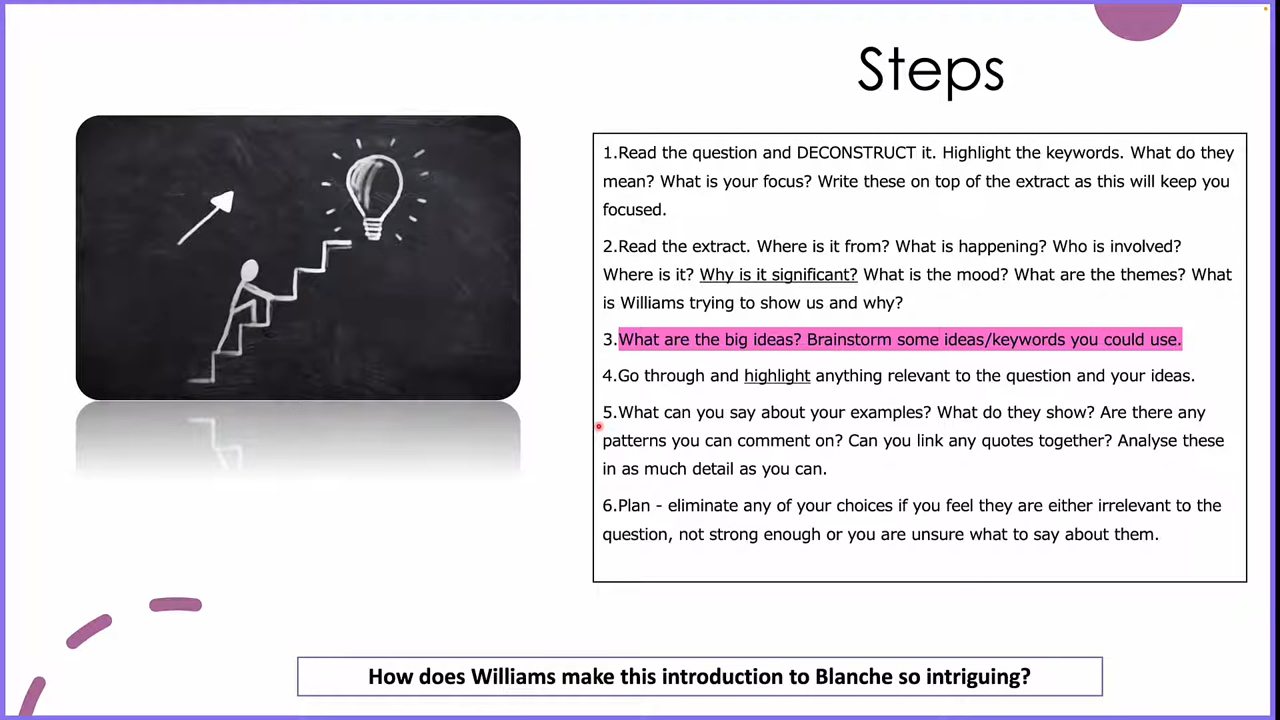 Steps
1.Read the question and DECONSTRUCT it. Highlight the keywords. What do they
mean? What is your focus? Write these on top of the extract as this will keep you
focused.
2.Read the extract. Where is it from? What is happening? Who is involved?
Where is it? Why is it significant? What is the mood? What are the themes? What
is Williams trying to show us and why?
3.What are the big ideas? Brainstorm some ideas/keywords you could use.
4.Go through and highlight anything relevant to the question and your ideas.
5.What can you say about your examples? What do they show? Are there any
patterns you can comment on? Can you link any quotes together? Analyse these
in as much detail as you can.
6.Plan - eliminate any of your choices if you feel they are either irrelevant to the
question, not strong enough or you are unsure what to say about them.
How does Williams make this introduction to Blanche so intriguing?